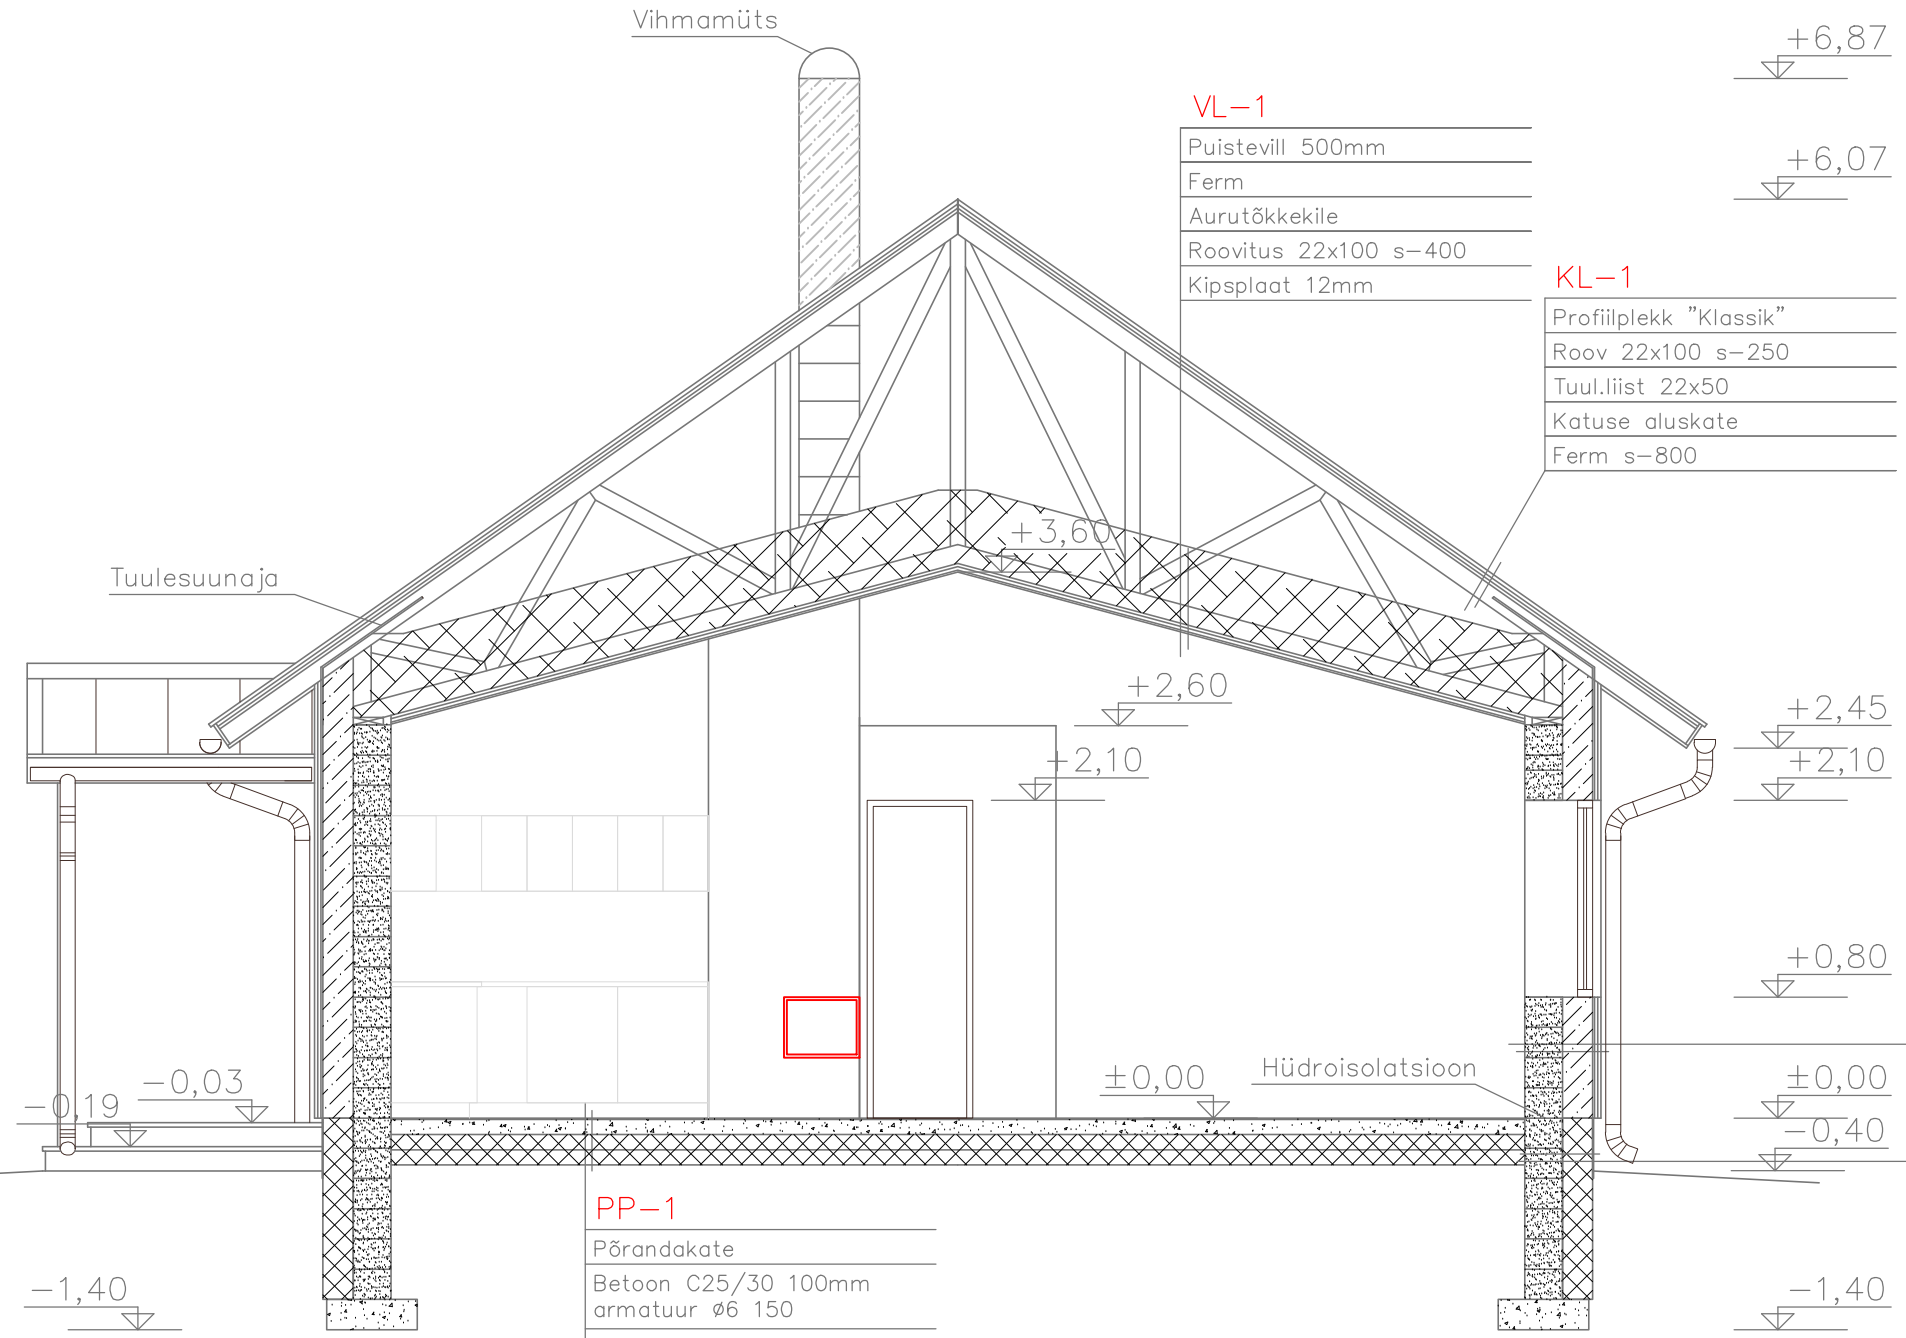 Vihmamüts
+6,87
VL-1
Puistevill 500mm
Ferm
Aurutõkkekile
Roovitus 22x100 s-400
Kipsplaat 12mm
+6,07
KL-1
Profiilplekk "Klassik"
Roov 22x100 s-250
Tuul.liist 22x50
Katuse aluskate
Ferm s-800
+3,60
Tuulesuunaja
+2,60
+2,45
+2,10
+2,10
+0,80
Hüdroisolatsioon
-0,03
±0,00
±0,00
-0,19
-0,40
PP-1
Põrandakate
Betoon C25/30 100mm
armatuur ø6 150
-1,40
-1,40